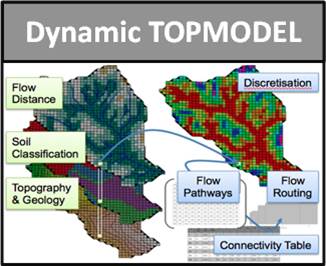 Dynamic TOPMODEL
Flow
Distance
Discretisation
Soil
Classification
Topography
& Geology
Flow
Pathways
Flow
Routing
Connectivity Table